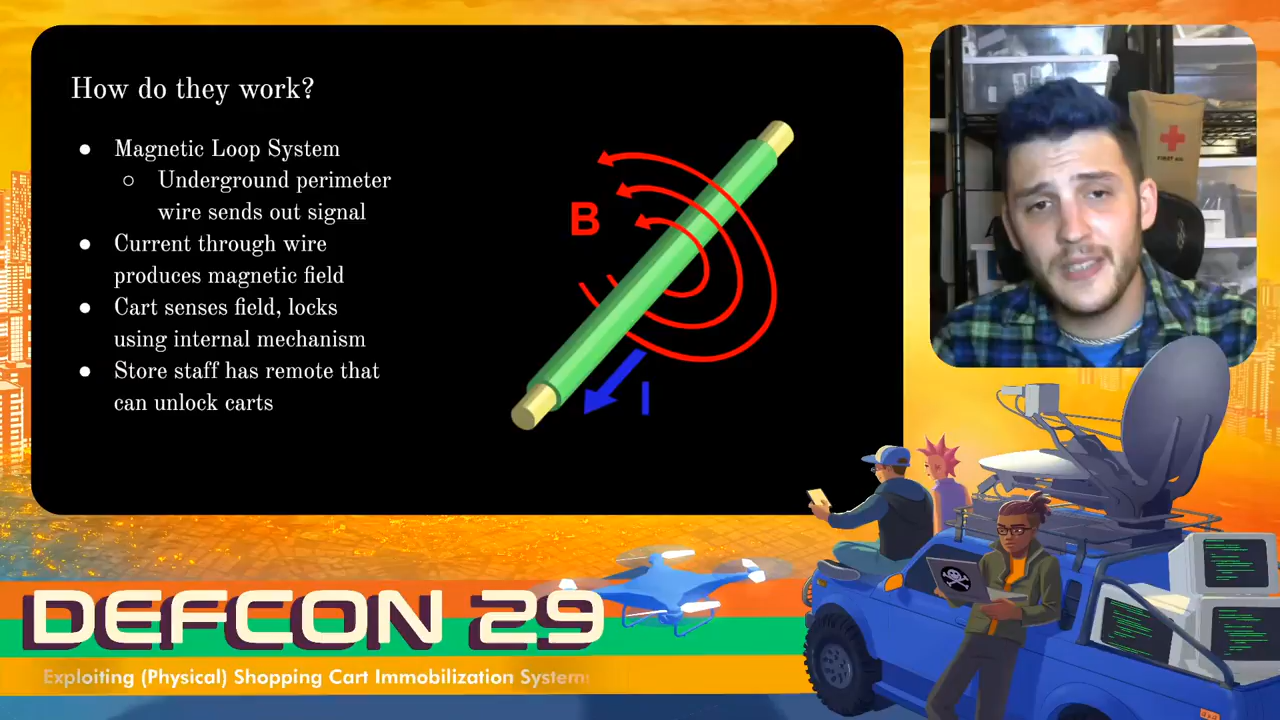 How do they work?
● Magnetic Loop System
○ Underground perimeter
wire sends out signal
● Current through wire
produces magnetic field
● Cart senses field, locks
using internal mechanism
● Store staff has remote that
can unlock carts
B
I
FIRST AID
DEFCON 29
Exploiting (Physical) Shopping Cart Immobilization Systems